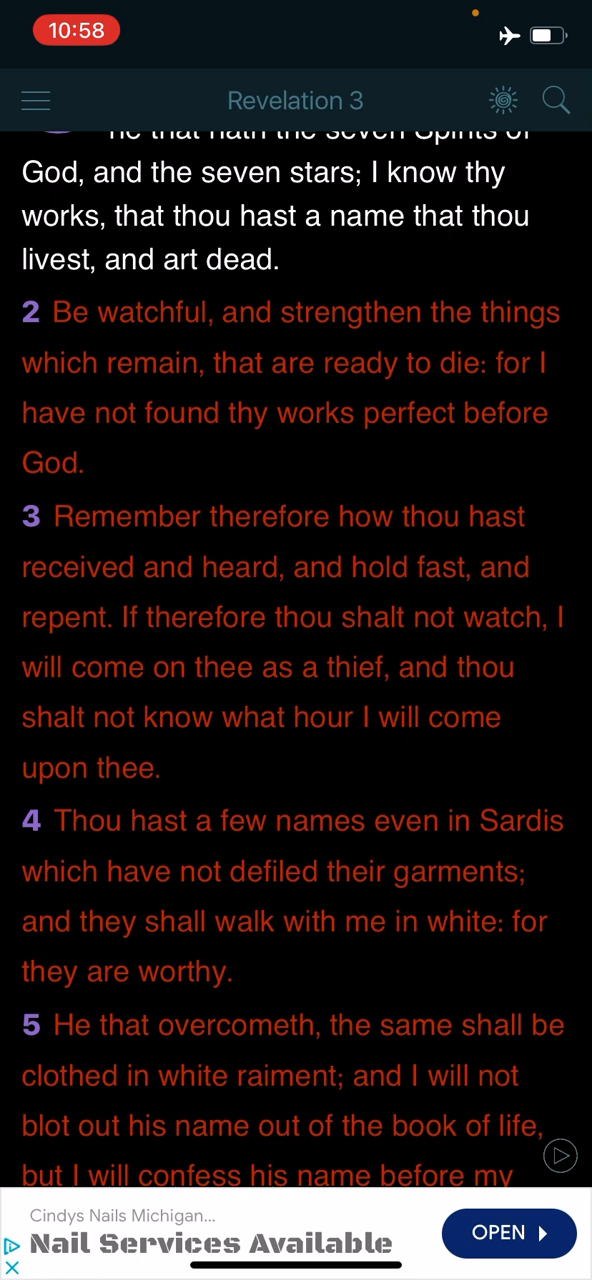 10:58
Revelation 3
he that hath the seven Spirits of
God, and the seven stars; I know thy
works, that thou hast a name that thou
livest, and art dead.
2 Be watchful, and strengthen the things
which remain, that are ready to die: for I
have not found thy works perfect before
God.
3 Remember therefore how thou hast
received and heard, and hold fast, and
repent. If therefore thou shalt not watch, I
will come on thee as a thief, and thou
shalt not know what hour I will come
upon thee.
4 Thou hast a few names even in Sardis
which have not defiled their garments;
and they shall walk with me in white: for
they are worthy.
5 He that overcometh, the same shall be
clothed in white raiment; and I will not
blot out his name out of the book of life,
but I will confess his name before my
Cindys Nails Michigan...
Nail Services Available
OPEN